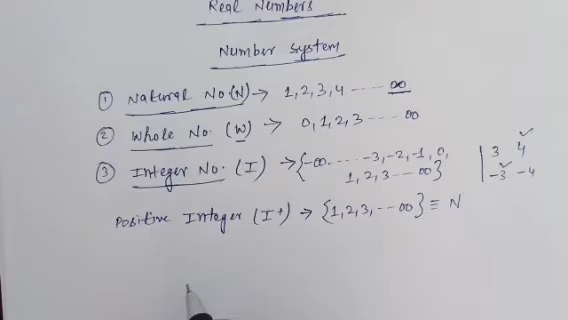 Real Numbers
Number System
① Natural No.(N) → 1,2,3,4 ---- ∞
② Whole No. (W) → 0,1,2,3 ---- ∞
③ Integer No. (I) → {-∞ ---- -3,-2,-1,0,
1,2,3 --- ∞}
3 4
-3 -4
Positive Integer (I⁺) → {1,2,3, --- ∞} ≡ N